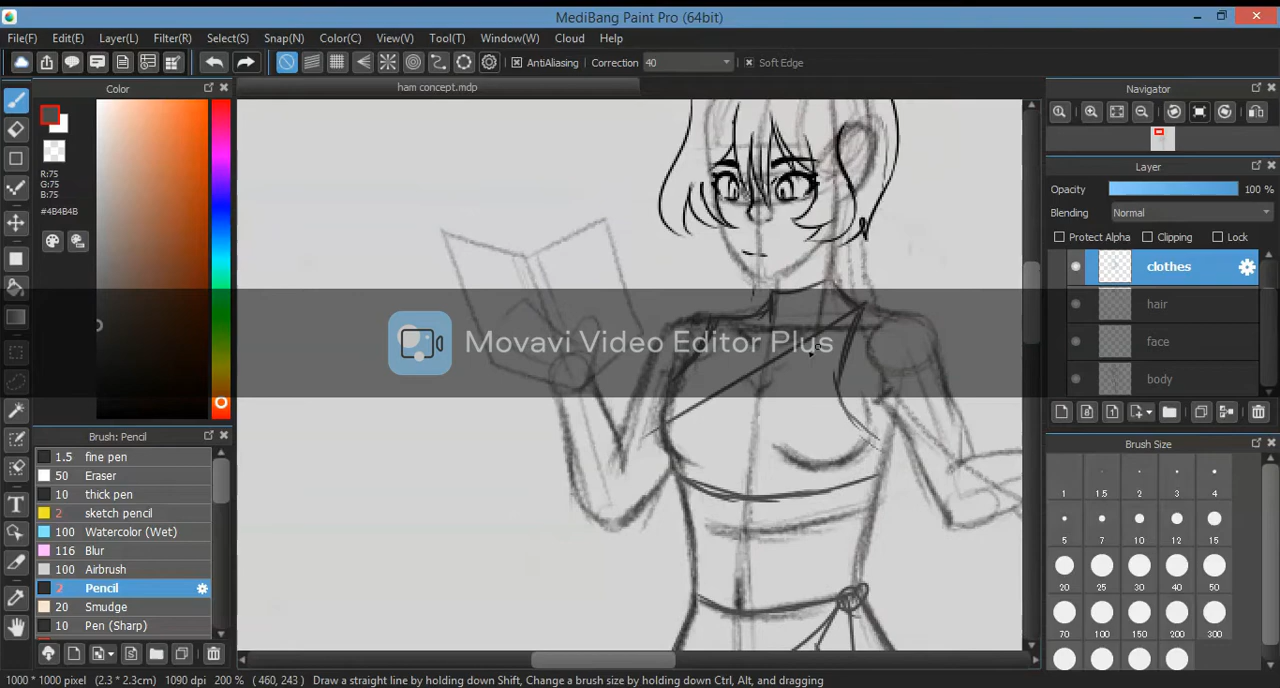 MediBang Paint Pro (64bit)
File(F) Edit(E) Layer(L) Filter(R) Select(S) Snap(N) Color(C) View(V) Tool(T) Window(W) Cloud Help
AntiAliasing Correction 40 Soft Edge
Color
ham concept.mdp
Navigator
R:75
G:75
B:75
#4B4B4B
Layer
Opacity 100 %
Blending Normal
Protect Alpha Clipping Lock
clothes
hair
face
body
Movavi Video Editor Plus
Brush: Pencil
1.5 fine pen
50 Eraser
10 thick pen
2 sketch pencil
100 Watercolor (Wet)
116 Blur
100 Airbrush
2 Pencil
20 Smudge
10 Pen (Sharp)
Brush Size
1 1.5 2 3 4
5 7 10 12 15
20 25 30 40 50
70 100 150 200 300
1000 * 1000 pixel (2.3 * 2.3cm) 1090 dpi 200 % ( 460, 243 ) Draw a straight line by holding down Shift, Change a brush size by holding down Ctrl, Alt, and dragging